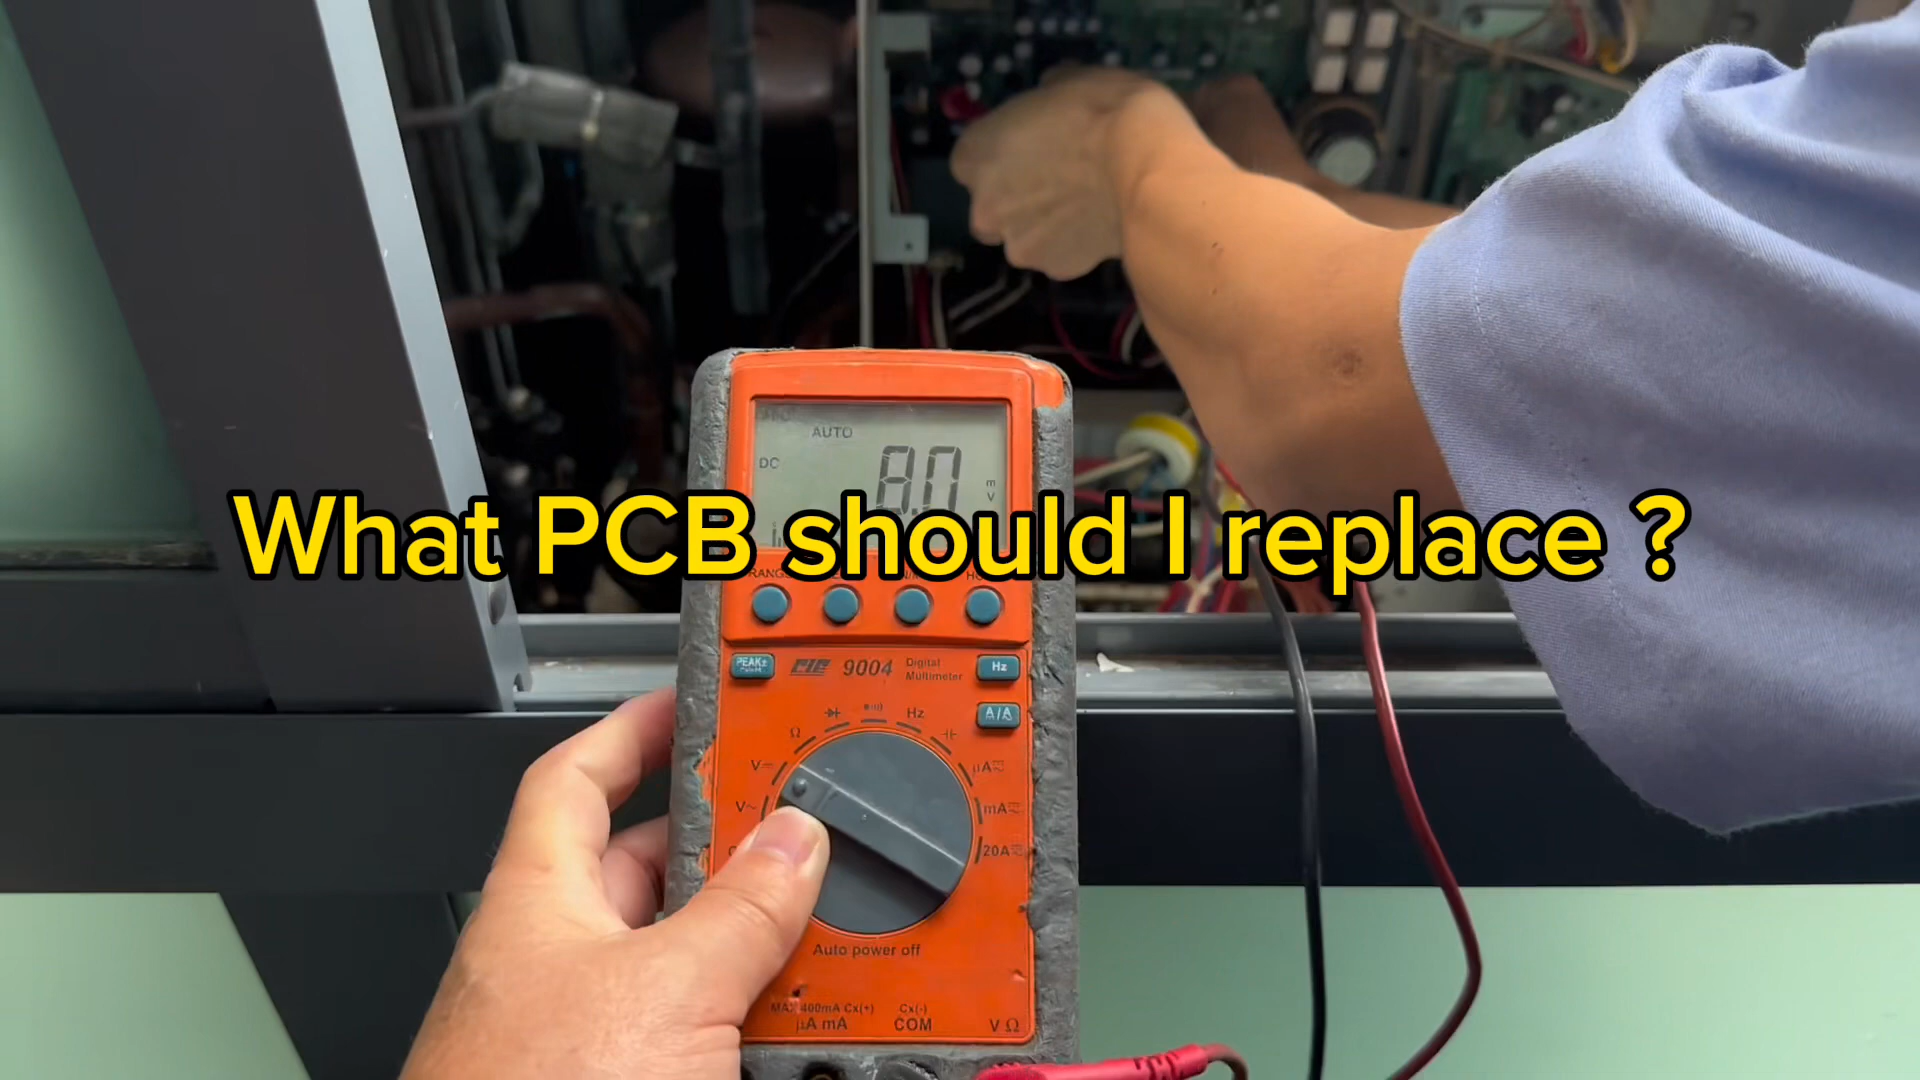 AUTO
DC
8.0
m
V
What PCB should I replace ?
PEAK±
9004
Digital
Multimeter
Hz
A/A
Hz
Ω
V
V~
µA
mA
20A
Auto power off
MAX 400mA Cx(+)
Cx(-)
µA mA
COM
V Ω